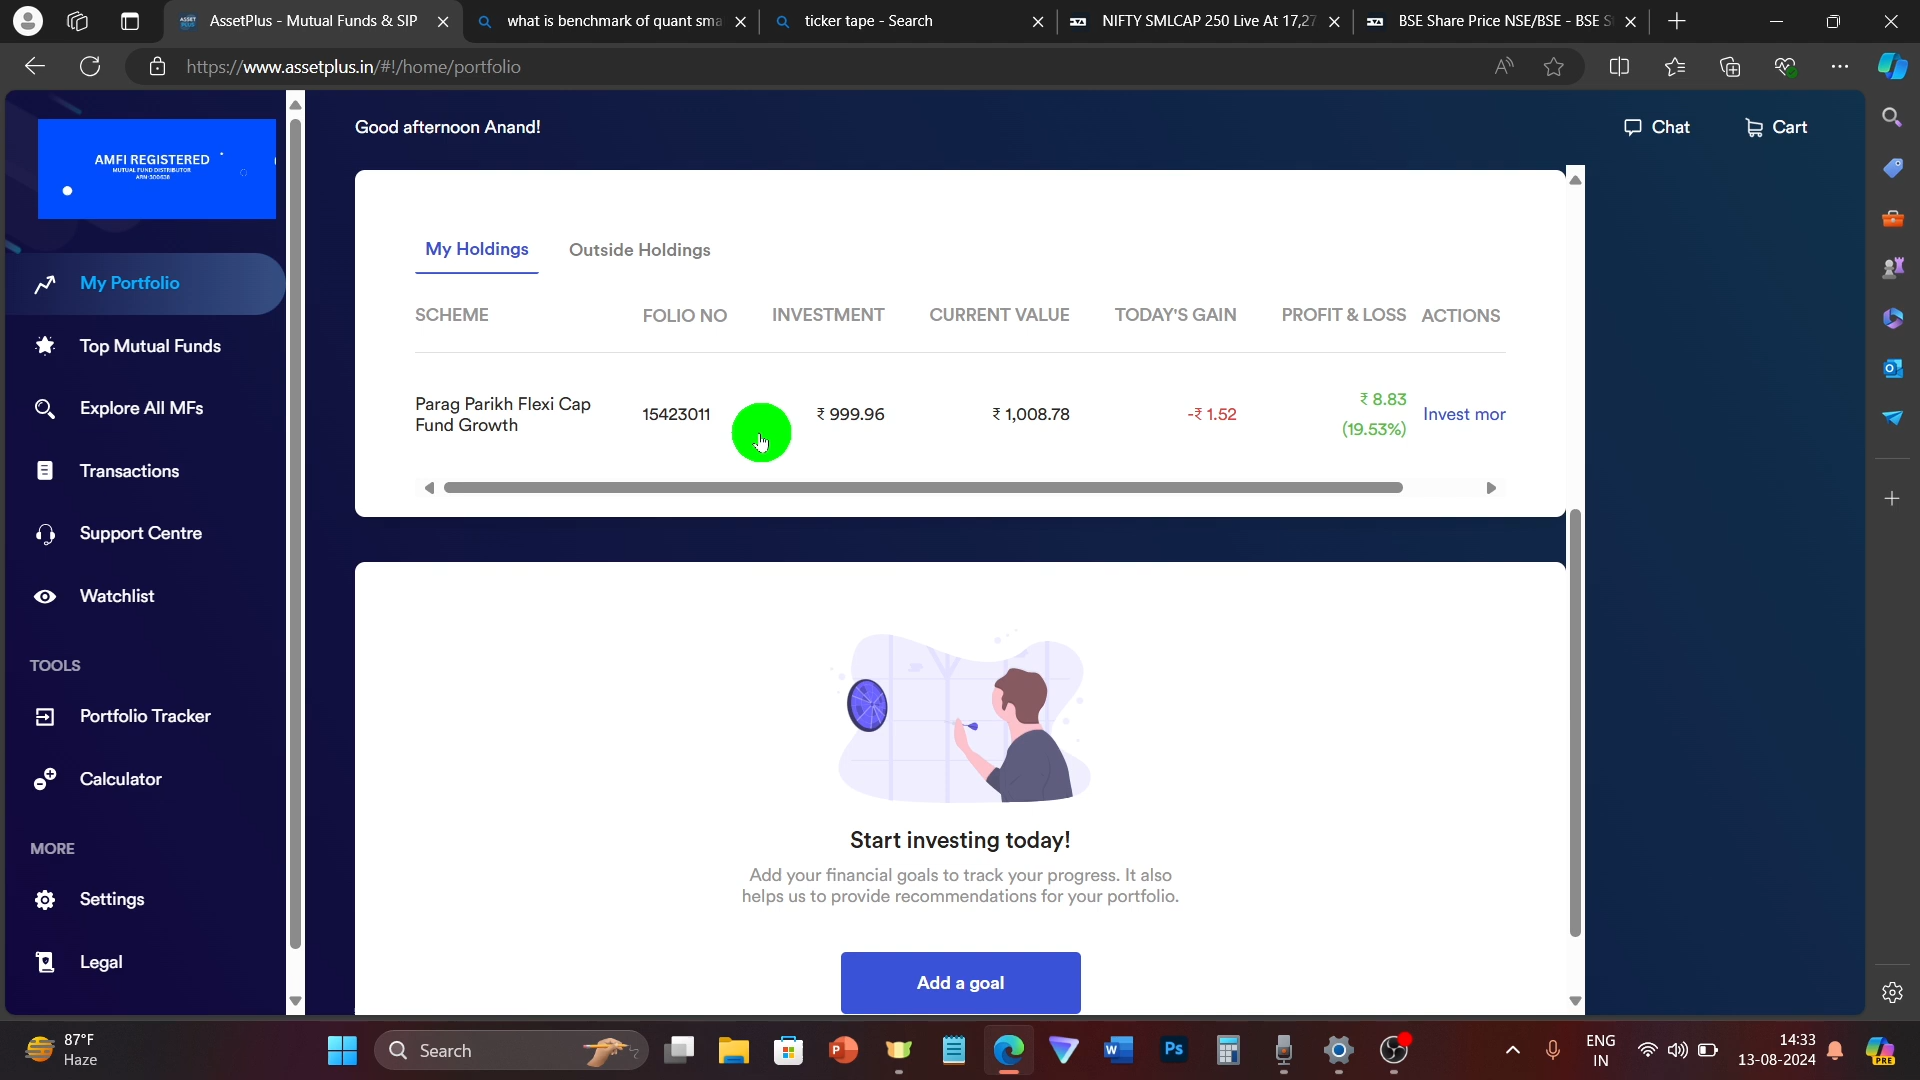 AssetPlus - Mutual Funds & SIP
what is benchmark of quant sma
ticker tape - Search
NIFTY SMLCAP 250 Live At 17,27
BSE Share Price NSE/BSE - BSE S
https://www.assetplus.in/#!/home/portfolio
AMFI REGISTERED
MUTUAL FUND DISTRIBUTOR
Good afternoon Anand!
Chat
Cart
My Portfolio
Top Mutual Funds
Explore All MFs
Transactions
Support Centre
Watchlist
TOOLS
Portfolio Tracker
Calculator
MORE
Settings
Legal
My Holdings
Outside Holdings
SCHEME
FOLIO NO
INVESTMENT
CURRENT VALUE
TODAY'S GAIN
PROFIT & LOSS
ACTIONS
Parag Parikh Flexi Cap
Fund Growth
15423011
₹ 999.96
₹ 1,008.78
-₹ 1.52
₹ 8.83
(19.53%)
Invest mor
Start investing today!
Add your financial goals to track your progress. It also
helps us to provide recommendations for your portfolio.
Add a goal
87°F
Haze
Search
ENG
IN
14:33
13-08-2024
PRE